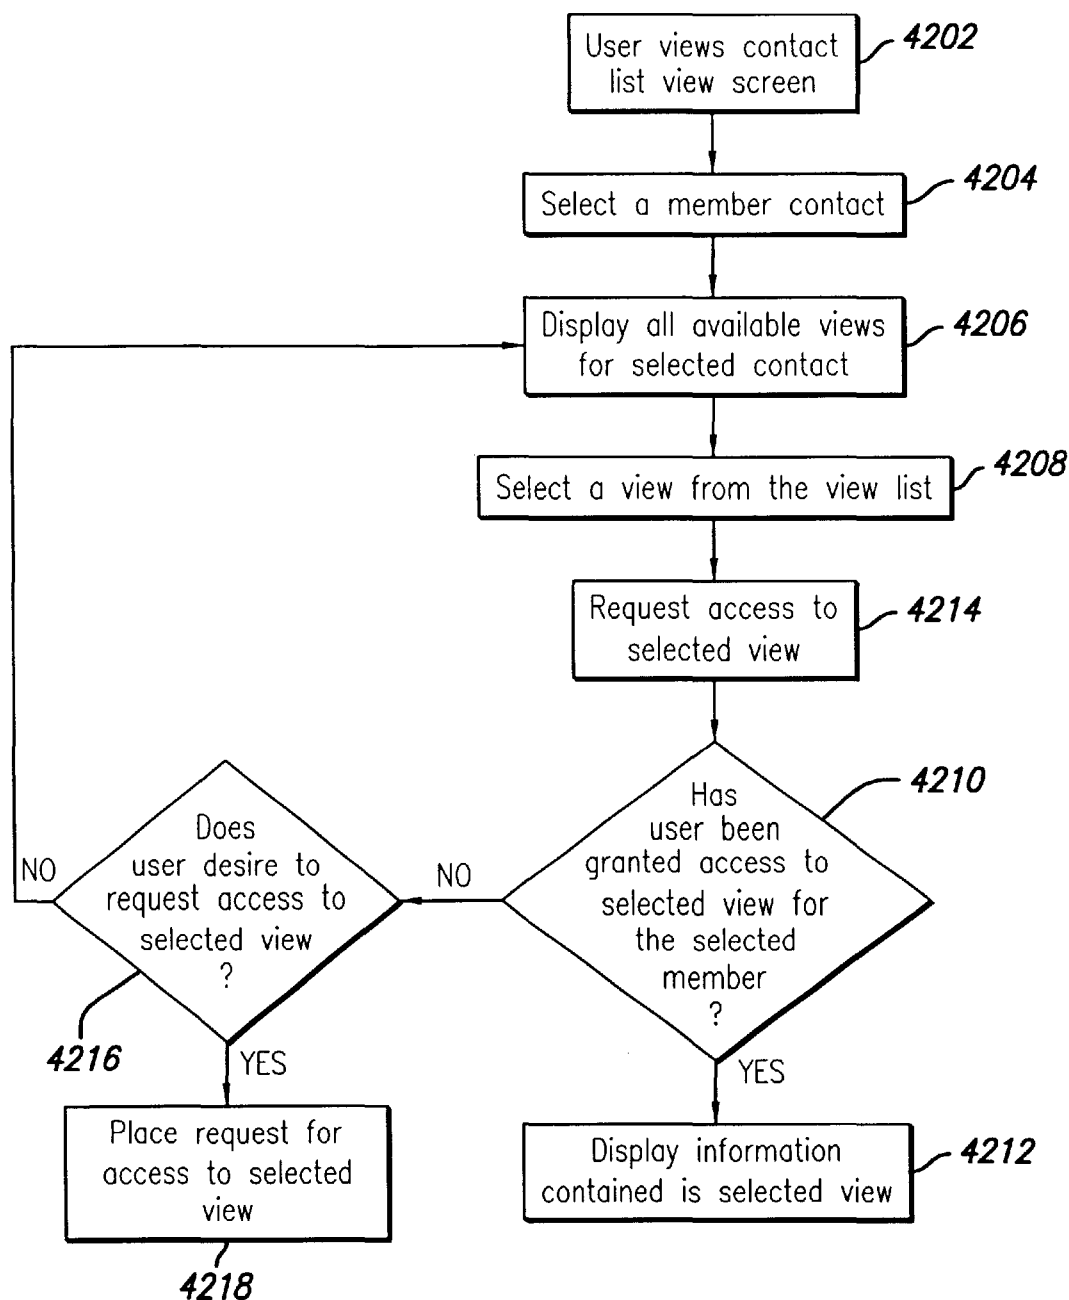 User views contact
list view screen
4202
Select a member contact
4204
Display all available views
for selected contact
4206
Select a view from the view list
4208
Request access to
selected view
4214
Has
user been
granted access to
selected view for
the selected
member
?
4210
NO
YES
Does
user desire to
request access to
selected view
?
4216
NO
YES
Place request for
access to selected
view
4218
Display information
contained is selected view
4212